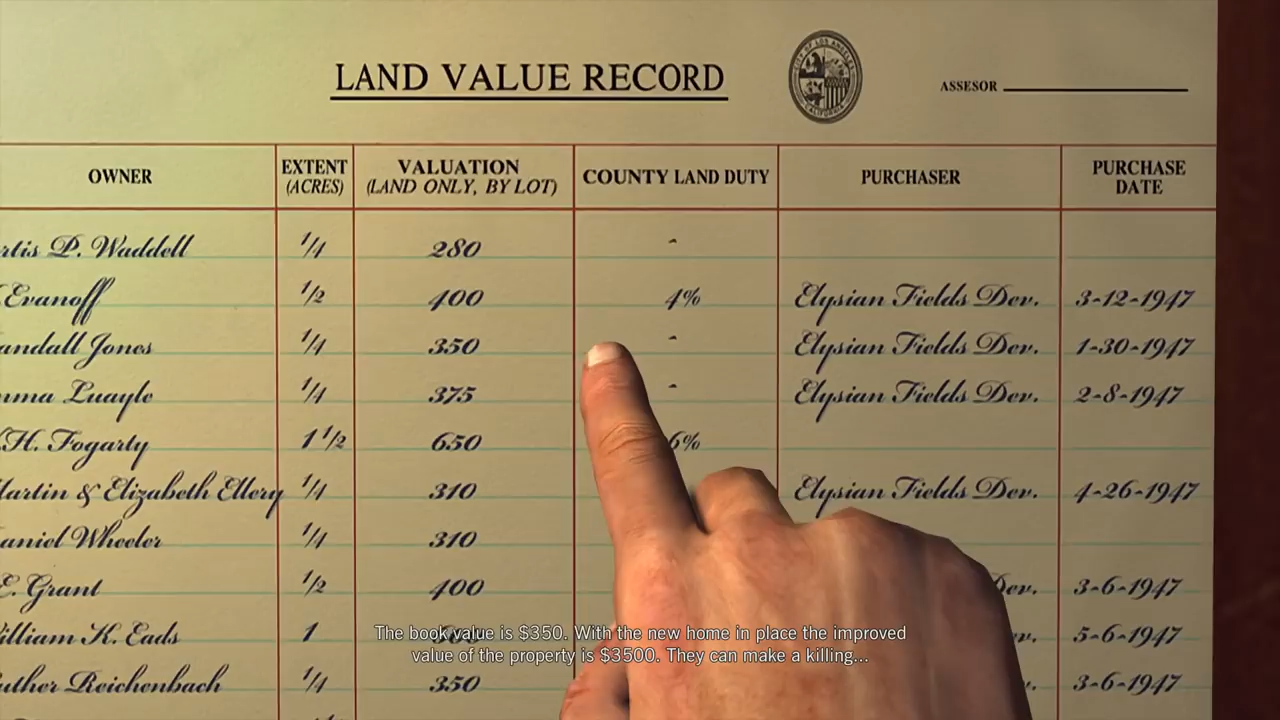 LAND VALUE RECORD
CITY OF LOS ANGELES
ASSESOR
OWNER EXTENT (ACRES) VALUATION (LAND ONLY, BY LOT) COUNTY LAND DUTY PURCHASER PURCHASE DATE
rtis P. Waddell 1/4 280 -
Evanoff 1/2 400 4% Elysian Fields Dev. 3-12-1947
andall Jones 1/4 350 - Elysian Fields Dev. 1-30-1947
mma Luayle 1/4 375 - Elysian Fields Dev. 2-8-1947
H. Fogarty 1 1/2 650 6%
artin & Elizabeth Ellery 1/4 310 Elysian Fields Dev. 4-26-1947
aniel Wheeler 1/4 310
E. Grant 1/2 400 Dev. 3-6-1947
illiam K. Eads 1 5-6-1947
uther Reichenbach 1/4 350 3-6-1947
The book value is $350. With the new home in place the improved
value of the property is $3500. They can make a killing...